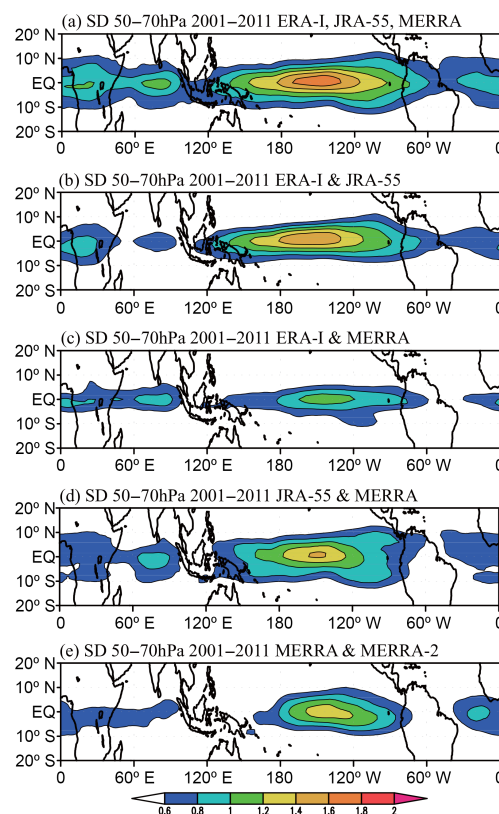 (a) SD 50−70hPa 2001−2011 ERA-I, JRA-55, MERRA
20° N
10° N
EQ
10° S
20° S
0 60° E 120° E 180 120° W 60° W 0
(b) SD 50−70hPa 2001−2011 ERA-I & JRA-55
20° N
10° N
EQ
10° S
20° S
0 60° E 120° E 180 120° W 60° W 0
(c) SD 50−70hPa 2001−2011 ERA-I & MERRA
20° N
10° N
EQ
10° S
20° S
0 60° E 120° E 180 120° W 60° W 0
(d) SD 50−70hPa 2001−2011 JRA-55 & MERRA
20° N
10° N
EQ
10° S
20° S
0 60° E 120° E 180 120° W 60° W 0
(e) SD 50−70hPa 2001−2011 MERRA & MERRA-2
20° N
10° N
EQ
10° S
20° S
0 60° E 120° E 180 120° W 60° W 0
0.6 0.8 1 1.2 1.4 1.6 1.8 2